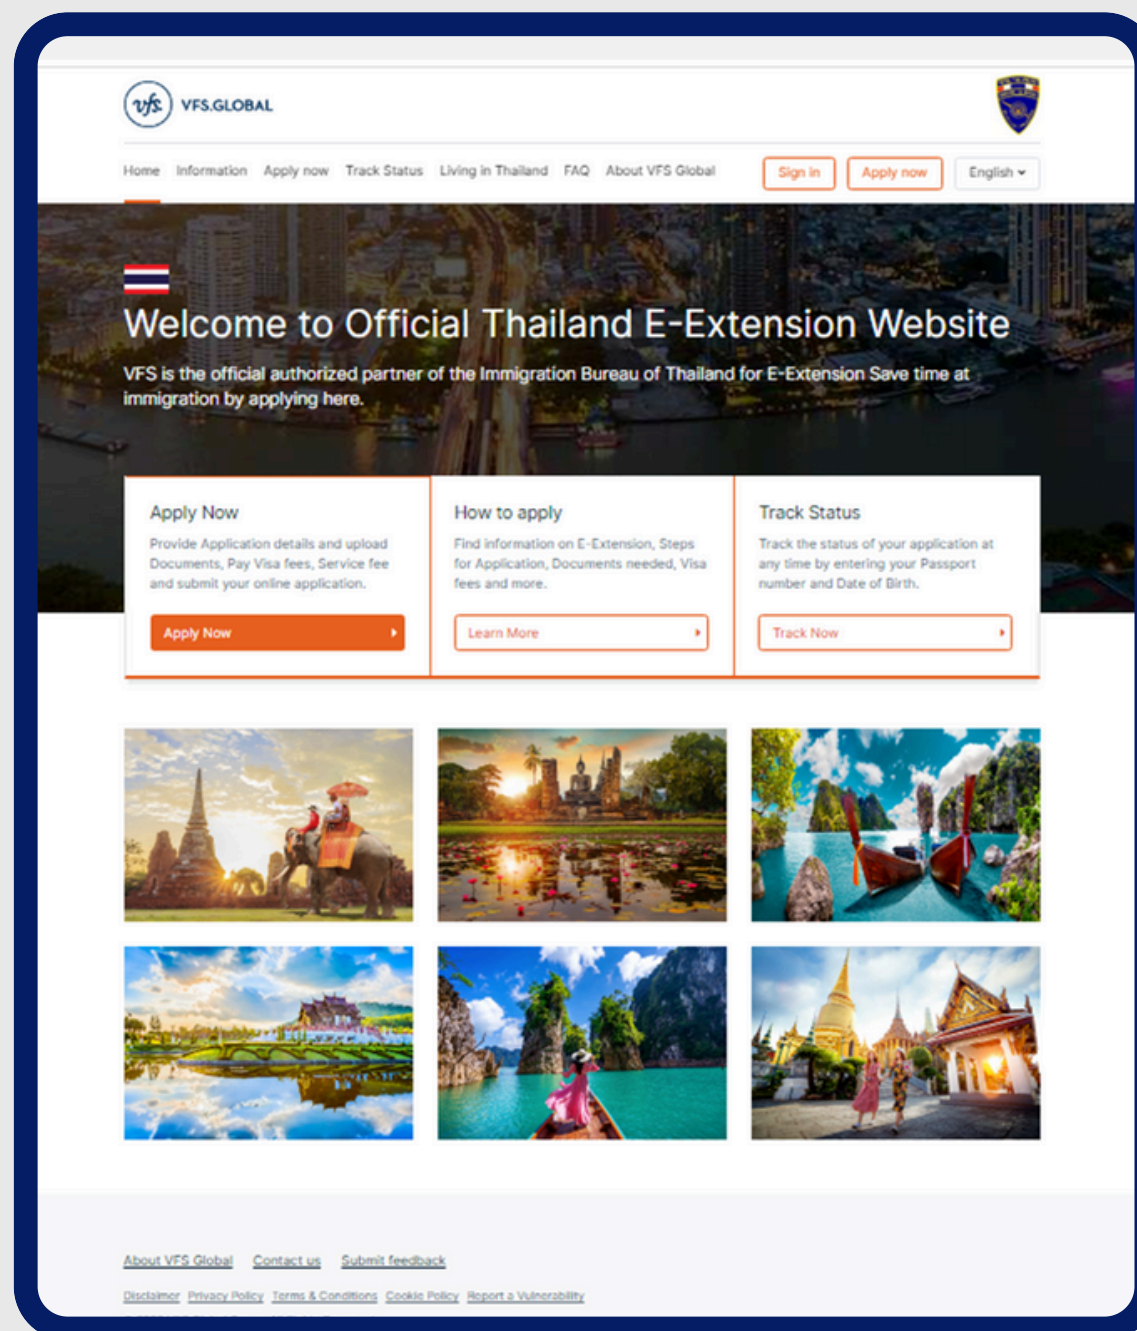 vfs.
VFS.GLOBAL
Home Information Apply now Track Status Living in Thailand FAQ About VFS Global Sign in Apply now English
Welcome to Official Thailand E-Extension Website
VFS is the official authorized partner of the Immigration Bureau of Thailand for E-Extension Save time at
immigration by applying here.
Apply Now
Provide Application details and upload
Documents, Pay Visa fees, Service fee
and submit your online application.
Apply Now
How to apply
Find information on E-Extension, Steps
for Application, Documents needed, Visa
fees and more.
Learn More
Track Status
Track the status of your application at
any time by entering your Passport
number and Date of Birth.
Track Now
About VFS Global Contact us Submit feedback
Disclaimer Privacy Policy Terms & Conditions Cookie Policy Report a Vulnerability